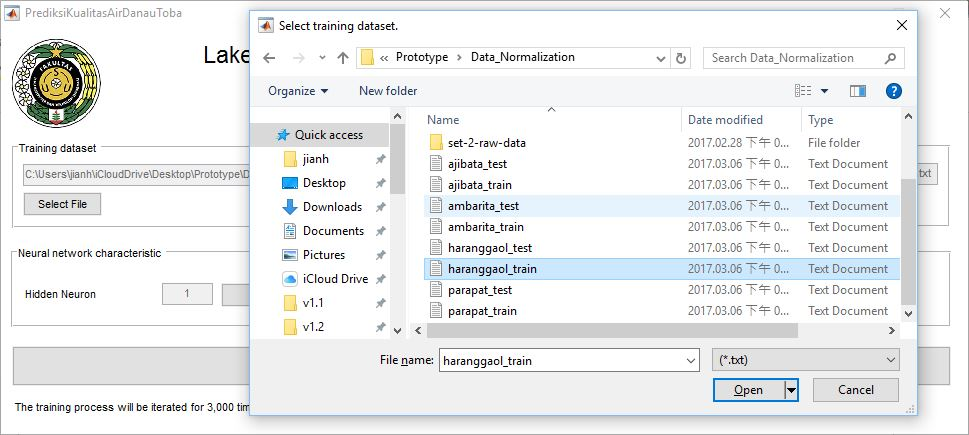 PrediksiKualitasAirDanauToba
Lake
FAKULTAS
Training dataset
C:\Users\jianh\iCloudDrive\Desktop\Prototype\D
.txt
Select File
Neural network characteristic
Hidden Neuron
1
The training process will be iterated for 3,000 tim
Select training dataset.
« Prototype > Data_Normalization
Search Data_Normalization
Organize
New folder
Quick access
jianh
Desktop
Downloads
Documents
Pictures
iCloud Drive
v1.1
v1.2
Name Date modified Type
set-2-raw-data 2017.02.28 下午 0... File folder
ajibata_test 2017.03.06 下午 0... Text Document
ajibata_train 2017.03.06 下午 0... Text Document
ambarita_test 2017.03.06 下午 0... Text Document
ambarita_train 2017.03.06 下午 0... Text Document
haranggaol_test 2017.03.06 下午 0... Text Document
haranggaol_train 2017.03.06 下午 0... Text Document
parapat_test 2017.03.06 下午 0... Text Document
parapat_train 2017.03.06 下午 0... Text Document
File name: haranggaol_train (*.txt)
Open Cancel